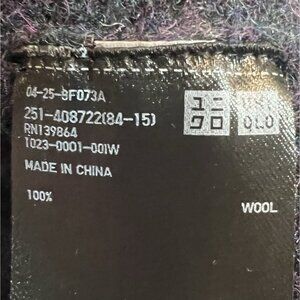 04-25-BF073A
251-408722(84-15)
RN139864
T023-0001-001W
MADE IN CHINA
100% WOOL
ユニクロ
UNI
QLO